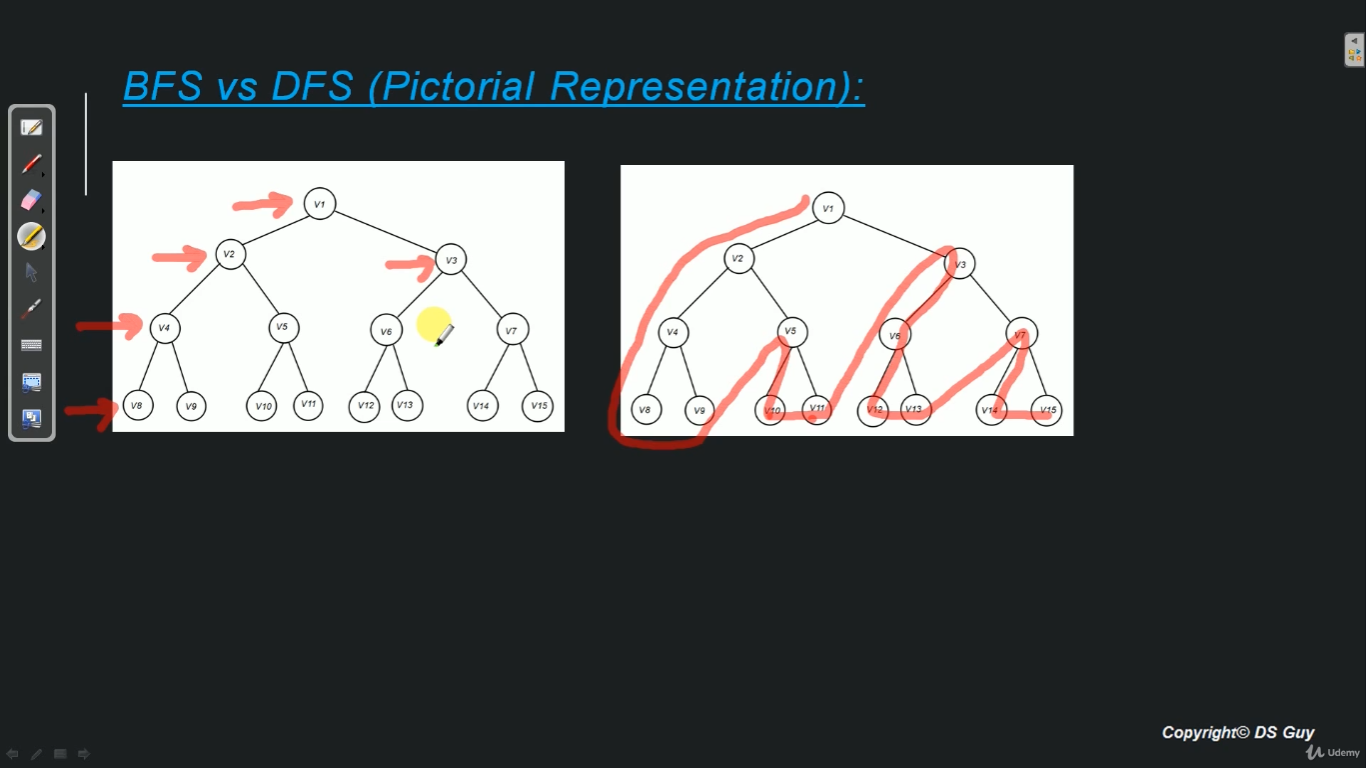 BFS vs DFS (Pictorial Representation):
V1
V2 V3
V4 V5 V6 V7
V8 V9 V10 V11 V12 V13 V14 V15
V1
V2 V3
V4 V5 V6 V7
V8 V9 V10 V11 V12 V13 V14 V15
Copyright© DS Guy
Udemy